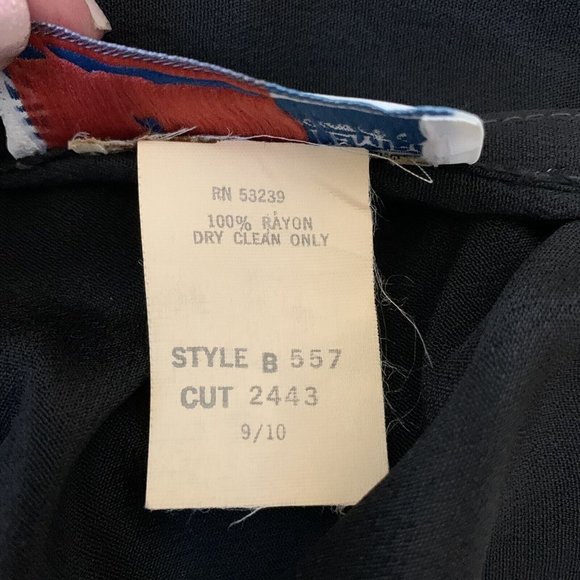 RN 53239
100% RAYON
DRY CLEAN ONLY
STYLE B 557
CUT 2443
9/10